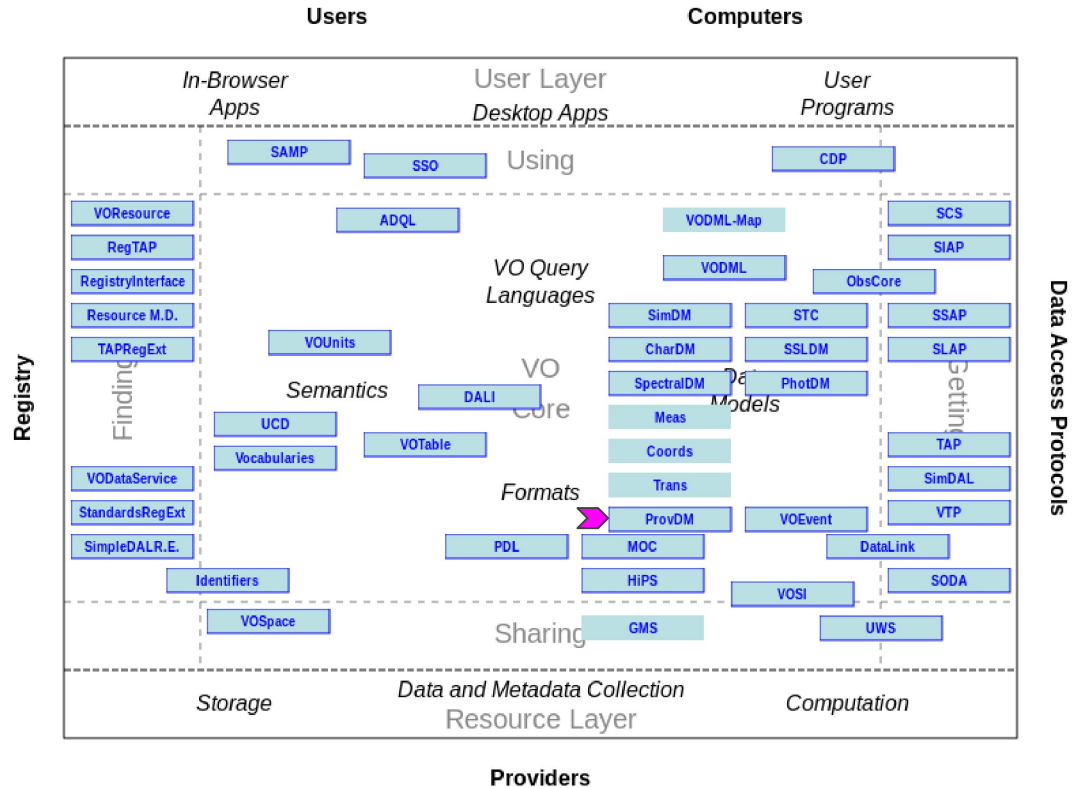 Users
Computers
In-Browser
Apps
User Layer
Desktop Apps
User
Programs
SAMP
SSO
Using
CDP
VOResource
ADQL
VODML-Map
SCS
RegTAP
SIAP
VO Query
Languages
VODML
RegistryInterface
ObsCore
Resource M.D.
SimDM
STC
SSAP
VOUnits
TAPRegExt
CharDM
SSLDM
SLAP
Registry
Finding
Semantics
VO
Core
DALI
SpectralDM
Data
Models
PhotDM
Getting
Data Access Protocols
UCD
Meas
VOTable
Vocabularies
Coords
TAP
VODataService
Trans
SimDAL
Formats
StandardsRegExt
ProvDM
VOEvent
VTP
SimpleDALR.E.
PDL
MOC
DataLink
Identifiers
HiPS
VOSI
SODA
VOSpace
Sharing
GMS
UWS
Storage
Data and Metadata Collection
Computation
Resource Layer
Providers